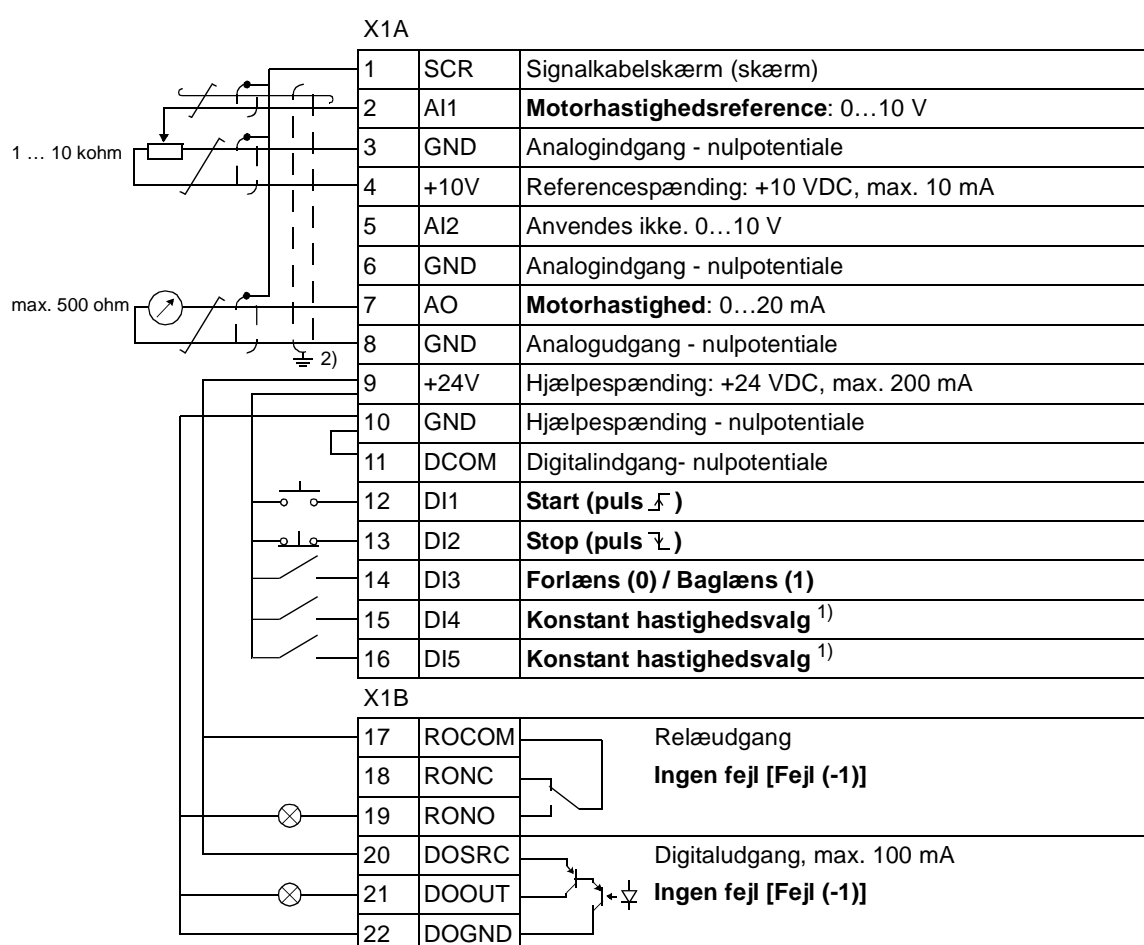 X1A
1 SCR Signalkabelskærm (skærm)
2 AI1 Motorhastighedsreference: 0…10 V
1 … 10 kohm
3 GND Analogindgang - nulpotentiale
4 +10V Referencespænding: +10 VDC, max. 10 mA
5 AI2 Anvendes ikke. 0…10 V
6 GND Analogindgang - nulpotentiale
max. 500 ohm
7 AO Motorhastighed: 0…20 mA
8 GND Analogudgang - nulpotentiale
2)
9 +24V Hjælpespænding: +24 VDC, max. 200 mA
10 GND Hjælpespænding - nulpotentiale
11 DCOM Digitalindgang- nulpotentiale
12 DI1 Start (puls )
13 DI2 Stop (puls )
14 DI3 Forlæns (0) / Baglæns (1)
15 DI4 Konstant hastighedsvalg 1)
16 DI5 Konstant hastighedsvalg 1)
X1B
17 ROCOM Relæudgang
18 RONC Ingen fejl [Fejl (-1)]
19 RONO
20 DOSRC Digitaludgang, max. 100 mA
21 DOOUT Ingen fejl [Fejl (-1)]
22 DOGND